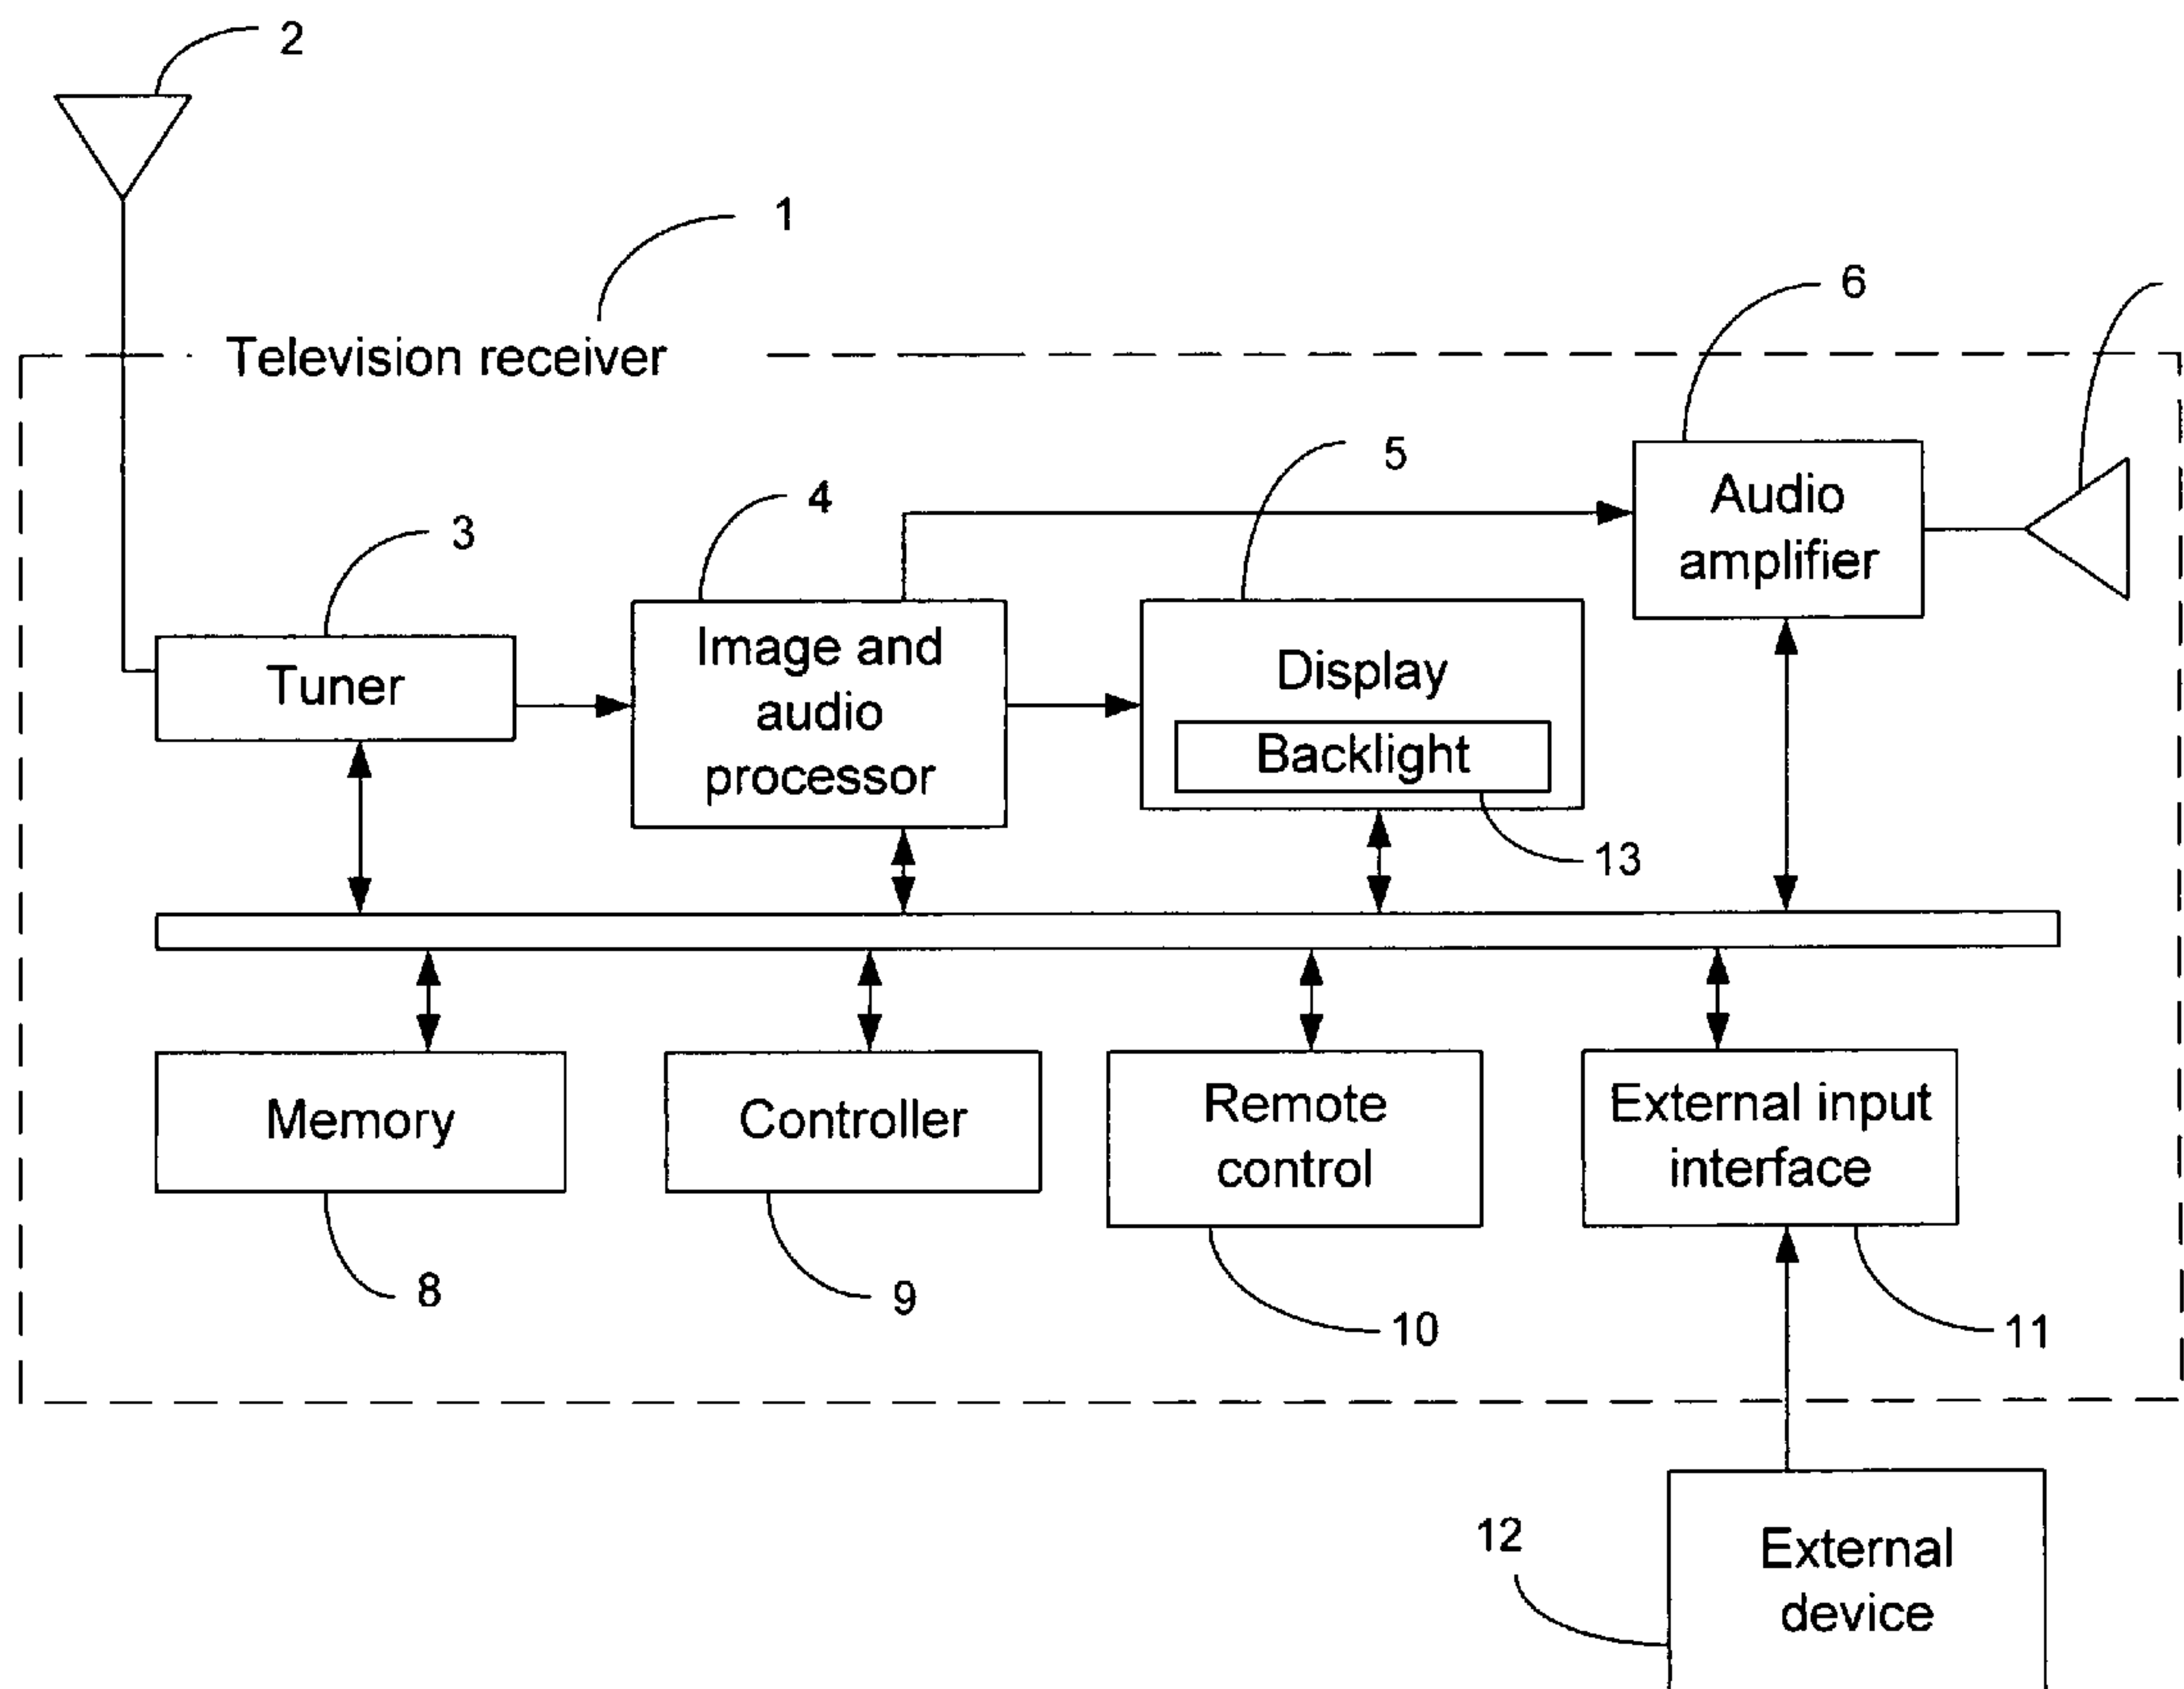 2
1
Television receiver
6
5
4
3
Audio
amplifier
Image and
audio
processor
Tuner
Display
Backlight
13
Memory
Controller
Remote
control
External input
interface
8
9
10
11
12
External
device